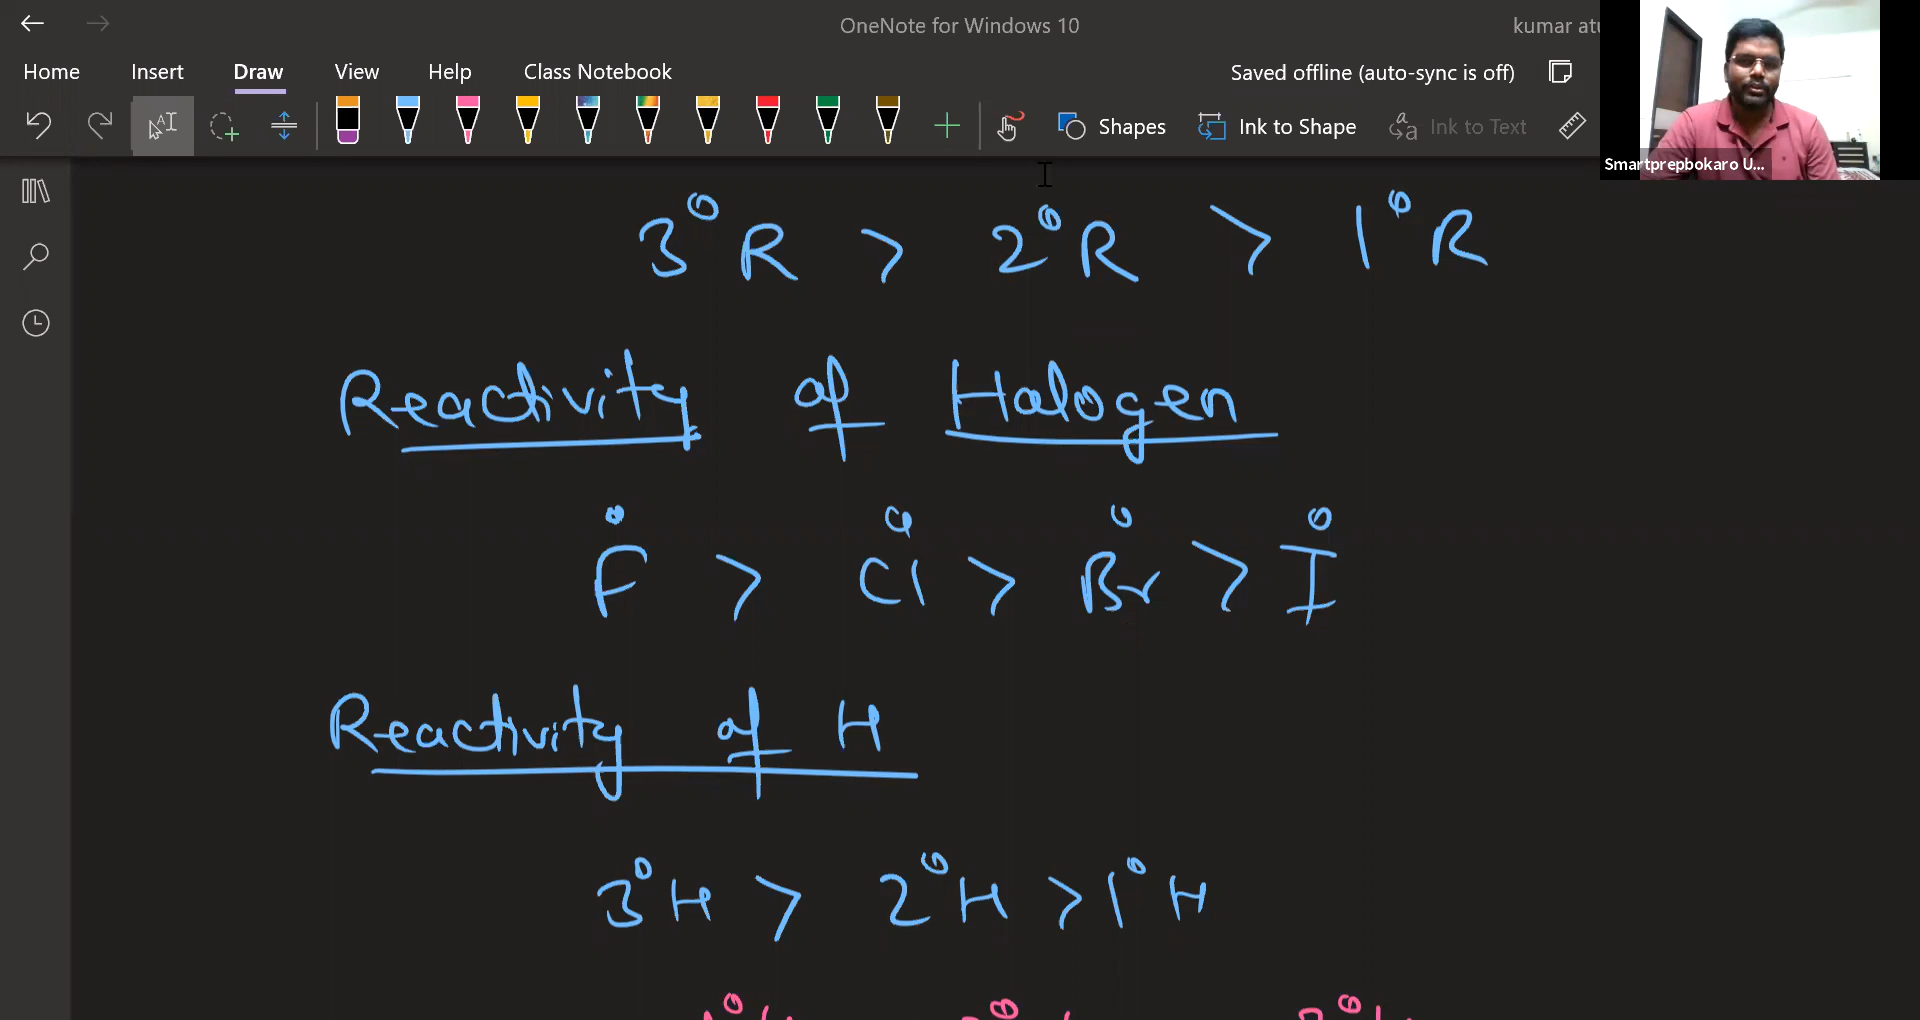 OneNote for Windows 10
kumar
Home Insert Draw View Help Class Notebook
Saved offline (auto-sync is off)
Shapes Ink to Shape Ink to Text
Smartprepbokaro U...
3° R > 2° R > 1° R
Reactivity of Halogen
F̊ > Cl̊ > Br̊ > I̊
Reactivity of H
3° H > 2° H > 1° H